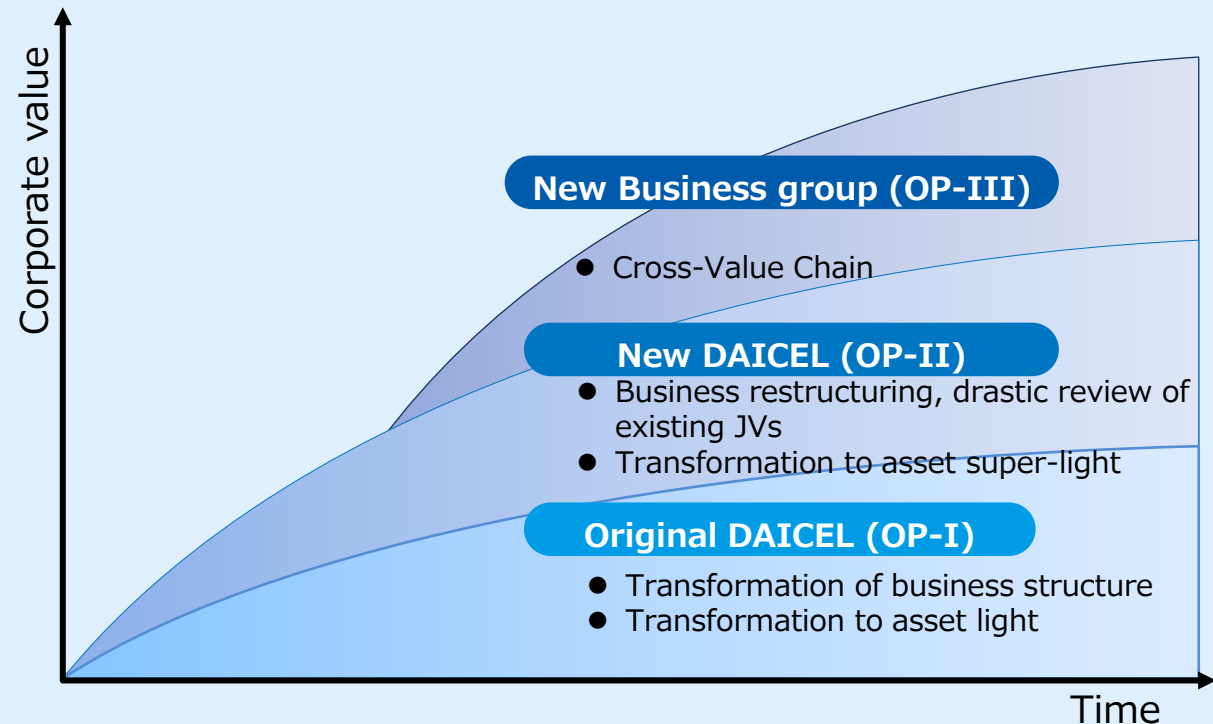 Corporate value
New Business group (OP-III)
● Cross-Value Chain
New DAICEL (OP-II)
● Business restructuring, drastic review of
existing JVs
● Transformation to asset super-light
Original DAICEL (OP-I)
● Transformation of business structure
● Transformation to asset light
Time